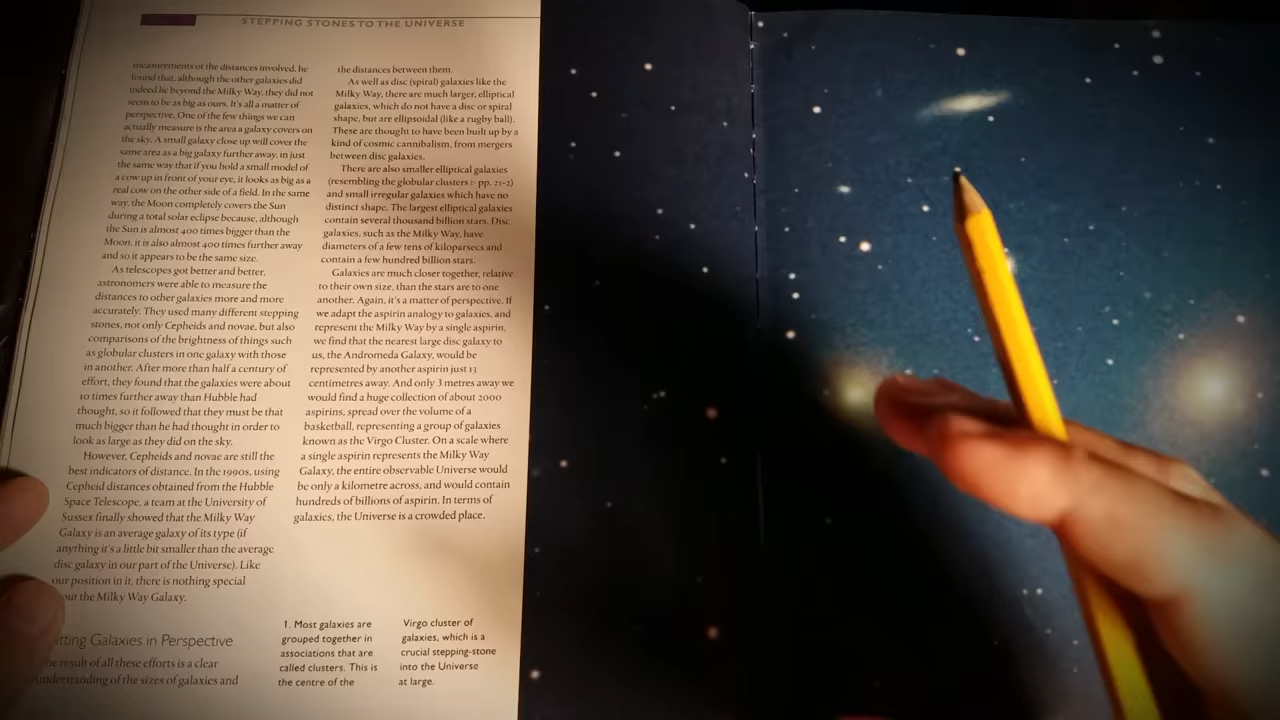 STEPPING STONES TO THE UNIVERSE
measurements of the distances involved, he
found that, although the other galaxies did
indeed lie beyond the Milky Way, they did not
seem to be as big as ours. It's all a matter of
perspective. One of the few things we can
actually measure is the area a galaxy covers on
the sky. A small galaxy close up will cover the
same area as a big galaxy further away, in just
the same way that if you hold a small model of
a cow up in front of your eye, it looks as big as a
real cow on the other side of a field. In the same
way, the Moon completely covers the Sun
during a total solar eclipse because, although
the Sun is almost 400 times bigger than the
Moon, it is also almost 400 times further away
and so it appears to be the same size.
As telescopes got better and better,
astronomers were able to measure the
distances to other galaxies more and more
accurately. They used many different stepping
stones, not only Cepheids and novae, but also
comparisons of the brightness of things such
as globular clusters in one galaxy with those
in another. After more than half a century of
effort, they found that the galaxies were about
10 times further away than Hubble had
thought, so it followed that they must be that
much bigger than he had thought in order to
look as large as they did on the sky.
However, Cepheids and novae are still the
best indicators of distance. In the 1990s, using
Cepheid distances obtained from the Hubble
Space Telescope, a team at the University of
Sussex finally showed that the Milky Way
Galaxy is an average galaxy of its type (if
anything it's a little bit smaller than the average
disc galaxy in our part of the Universe). Like
our position in it, there is nothing special
out the Milky Way Galaxy.
tting Galaxies in Perspective
he result of all these efforts is a clear
understanding of the sizes of galaxies and
the distances between them.
As well as disc (spiral) galaxies like the
Milky Way, there are much larger, elliptical
galaxies, which do not have a disc or spiral
shape, but are ellipsoidal (like a rugby ball).
These are thought to have been built up by a
kind of cosmic cannibalism, from mergers
between disc galaxies.
There are also smaller elliptical galaxies
(resembling the globular clusters ▷ pp. 21-2)
and small irregular galaxies which have no
distinct shape. The largest elliptical galaxies
contain several thousand billion stars. Disc
galaxies, such as the Milky Way, have
diameters of a few tens of kiloparsecs and
contain a few hundred billion stars.
Galaxies are much closer together, relative
to their own size, than the stars are to one
another. Again, it's a matter of perspective. If
we adapt the aspirin analogy to galaxies, and
represent the Milky Way by a single aspirin,
we find that the nearest large disc galaxy to
us, the Andromeda Galaxy, would be
represented by another aspirin just 13
centimetres away. And only 3 metres away we
would find a huge collection of about 2000
aspirins, spread over the volume of a
basketball, representing a group of galaxies
known as the Virgo Cluster. On a scale where
a single aspirin represents the Milky Way
Galaxy, the entire observable Universe would
be only a kilometre across, and would contain
hundreds of billions of aspirin. In terms of
galaxies, the Universe is a crowded place.
1. Most galaxies are
grouped together in
associations that are
called clusters. This is
the centre of the
Virgo cluster of
galaxies, which is a
crucial stepping-stone
into the Universe
at large.